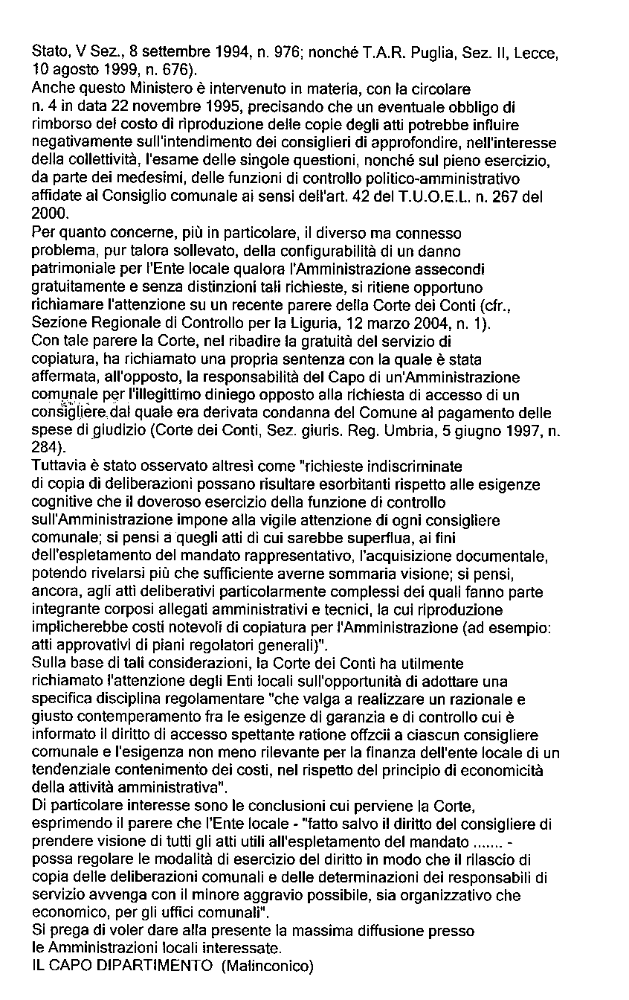 Stato, V Sez., 8 settembre 1994, n. 976; nonché T.A.R. Puglia, Sez. II, Lecce,
10 agosto 1999, n. 676).
Anche questo Ministero è intervenuto in materia, con la circolare
n. 4 in data 22 novembre 1995, precisando che un eventuale obbligo di
rimborso del costo di riproduzione delle copie degli atti potrebbe influire
negativamente sull'intendimento dei consiglieri di approfondire, nell'interesse
della collettività, l'esame delle singole questioni, nonché sul pieno esercizio,
da parte dei medesimi, delle funzioni di controllo politico-amministrativo
affidate al Consiglio comunale ai sensi dell'art. 42 del T.U.O.E.L. n. 267 del
2000.
Per quanto concerne, più in particolare, il diverso ma connesso
problema, pur talora sollevato, della configurabilità di un danno
patrimoniale per l'Ente locale qualora l'Amministrazione assecondi
gratuitamente e senza distinzioni tali richieste, si ritiene opportuno
richiamare l'attenzione su un recente parere della Corte dei Conti (cfr.,
Sezione Regionale di Controllo per la Liguria, 12 marzo 2004, n. 1).
Con tale parere la Corte, nel ribadire la gratuità del servizio di
copiatura, ha richiamato una propria sentenza con la quale è stata
affermata, all'opposto, la responsabilità del Capo di un'Amministrazione
comunale per l'illegittimo diniego opposto alla richiesta di accesso di un
consigliere dal quale era derivata condanna del Comune al pagamento delle
spese di giudizio (Corte dei Conti, Sez. giuris. Reg. Umbria, 5 giugno 1997, n.
284).
Tuttavia è stato osservato altresì come "richieste indiscriminate
di copia di deliberazioni possano risultare esorbitanti rispetto alle esigenze
cognitive che il doveroso esercizio della funzione di controllo
sull'Amministrazione impone alla vigile attenzione di ogni consigliere
comunale; si pensi a quegli atti di cui sarebbe superflua, ai fini
dell'espletamento del mandato rappresentativo, l'acquisizione documentale,
potendo rivelarsi più che sufficiente averne sommaria visione; si pensi,
ancora, agli atti deliberativi particolarmente complessi dei quali fanno parte
integrante corposi allegati amministrativi e tecnici, la cui riproduzione
implicherebbe costi notevoli di copiatura per l'Amministrazione (ad esempio:
atti approvativi di piani regolatori generali)".
Sulla base di tali considerazioni, la Corte dei Conti ha utilmente
richiamato l'attenzione degli Enti locali sull'opportunità di adottare una
specifica disciplina regolamentare "che valga a realizzare un razionale e
giusto contemperamento fra le esigenze di garanzia e di controllo cui è
informato il diritto di accesso spettante ratione offzcii a ciascun consigliere
comunale e l'esigenza non meno rilevante per la finanza dell'ente locale di un
tendenziale contenimento dei costi, nel rispetto del principio di economicità
della attività amministrativa".
Di particolare interesse sono le conclusioni cui perviene la Corte,
esprimendo il parere che l'Ente locale - "fatto salvo il diritto del consigliere di
prendere visione di tutti gli atti utili all'espletamento del mandato ....... -
possa regolare le modalità di esercizio del diritto in modo che il rilascio di
copia delle deliberazioni comunali e delle determinazioni dei responsabili di
servizio avvenga con il minore aggravio possibile, sia organizzativo che
economico, per gli uffici comunali".
Si prega di voler dare alla presente la massima diffusione presso
le Amministrazioni locali interessate.
IL CAPO DIPARTIMENTO (Malinconico)